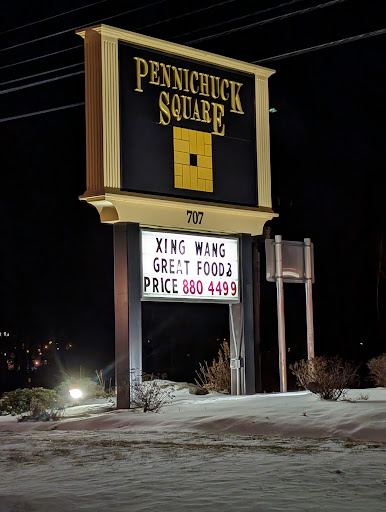 PENNICHUCK
SQUARE
707
XING WANG
GREAT FOOD&
PRICE 880 4499